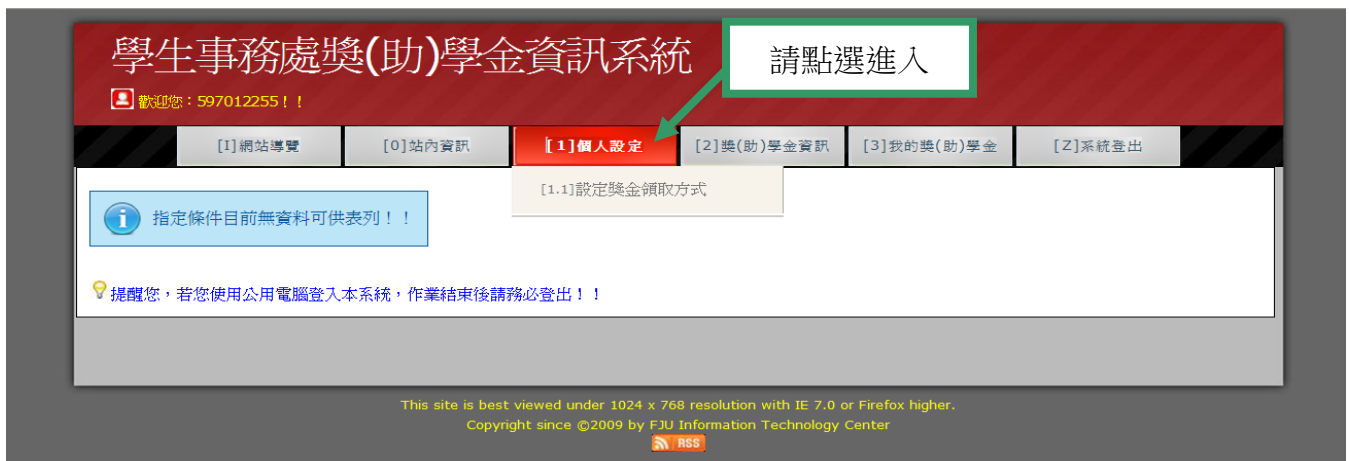 學生事務處獎(助)學金資訊系統
請點選進入
歡迎您：597012255！！
[I]網站導覽
[0]站內資訊
[1]個人設定
[2]獎(助)學金資訊
[3]我的獎(助)學金
[Z]系統登出
[1.1]設定獎金領取方式
指定條件目前無資料可供表列！！
提醒您，若您使用公用電腦登入本系統，作業結束後請務必登出！！
This site is best viewed under 1024 x 768 resolution with IE 7.0 or Firefox higher.
Copyright since ©2009 by FJU Information Technology Center
RSS